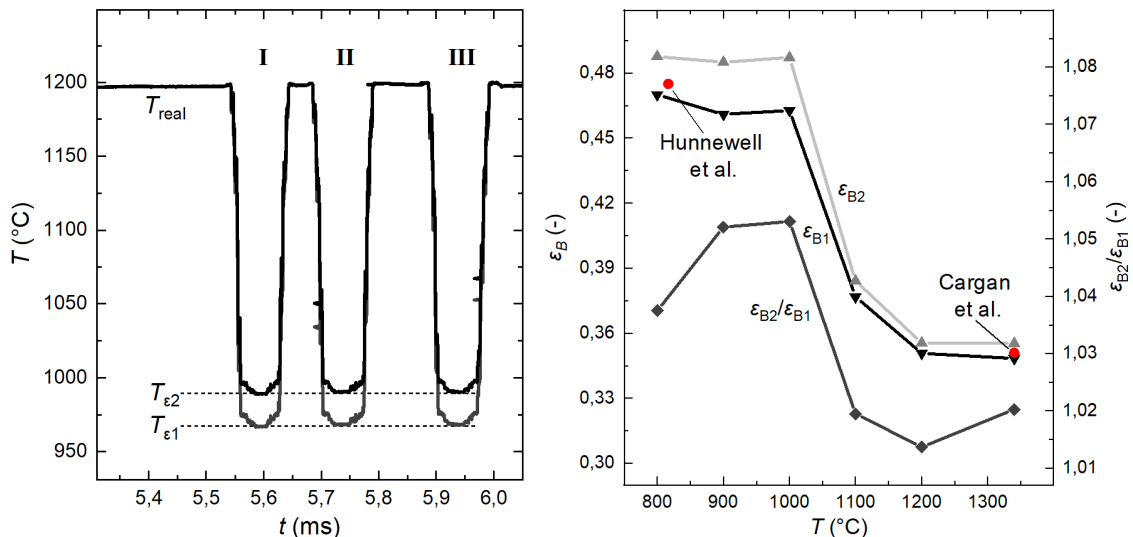 I II III
1200
1150
1100
1050
1000
950
T (°C)
T_real
T_ε2
T_ε1
5,4 5,5 5,6 5,7 5,8 5,9 6,0
t (ms)
0,48
0,45
0,42
0,39
0,36
0,33
0,30
ε_B (-)
Hunnewell
et al.
ε_B2
ε_B1
ε_B2/ε_B1
Cargan
et al.
1,08
1,07
1,06
1,05
1,04
1,03
1,02
1,01
ε_B2/ε_B1 (-)
800 900 1000 1100 1200 1300
T (°C)